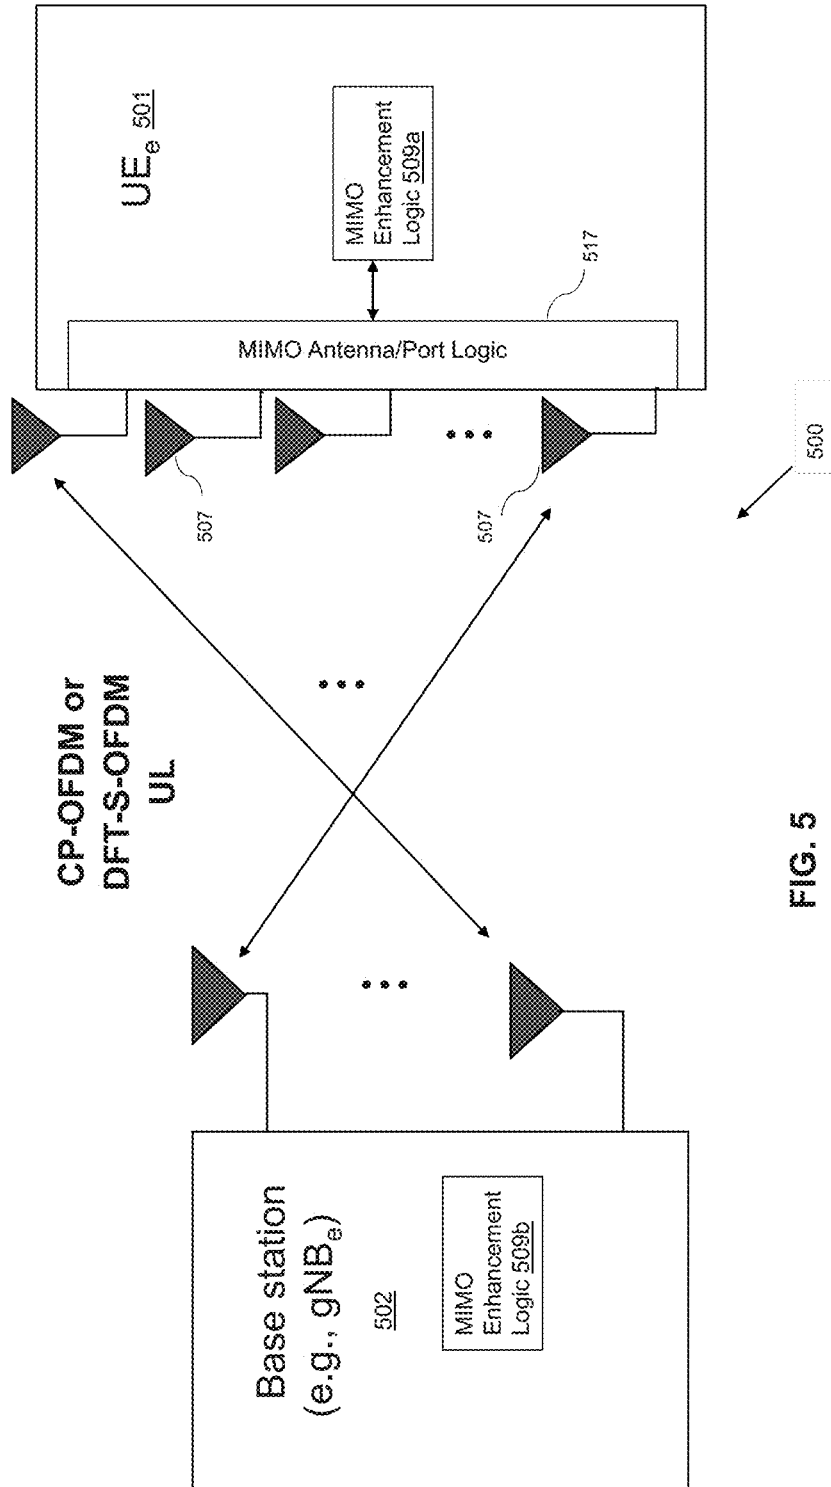 Base station
(e.g., gNBe)
502
MIMO
Enhancement
Logic 509b
CP-OFDM or
DFT-S-OFDM
UL
507
507
MIMO Antenna/Port Logic
517
UEe 501
MIMO
Enhancement
Logic 509a
500
FIG. 5